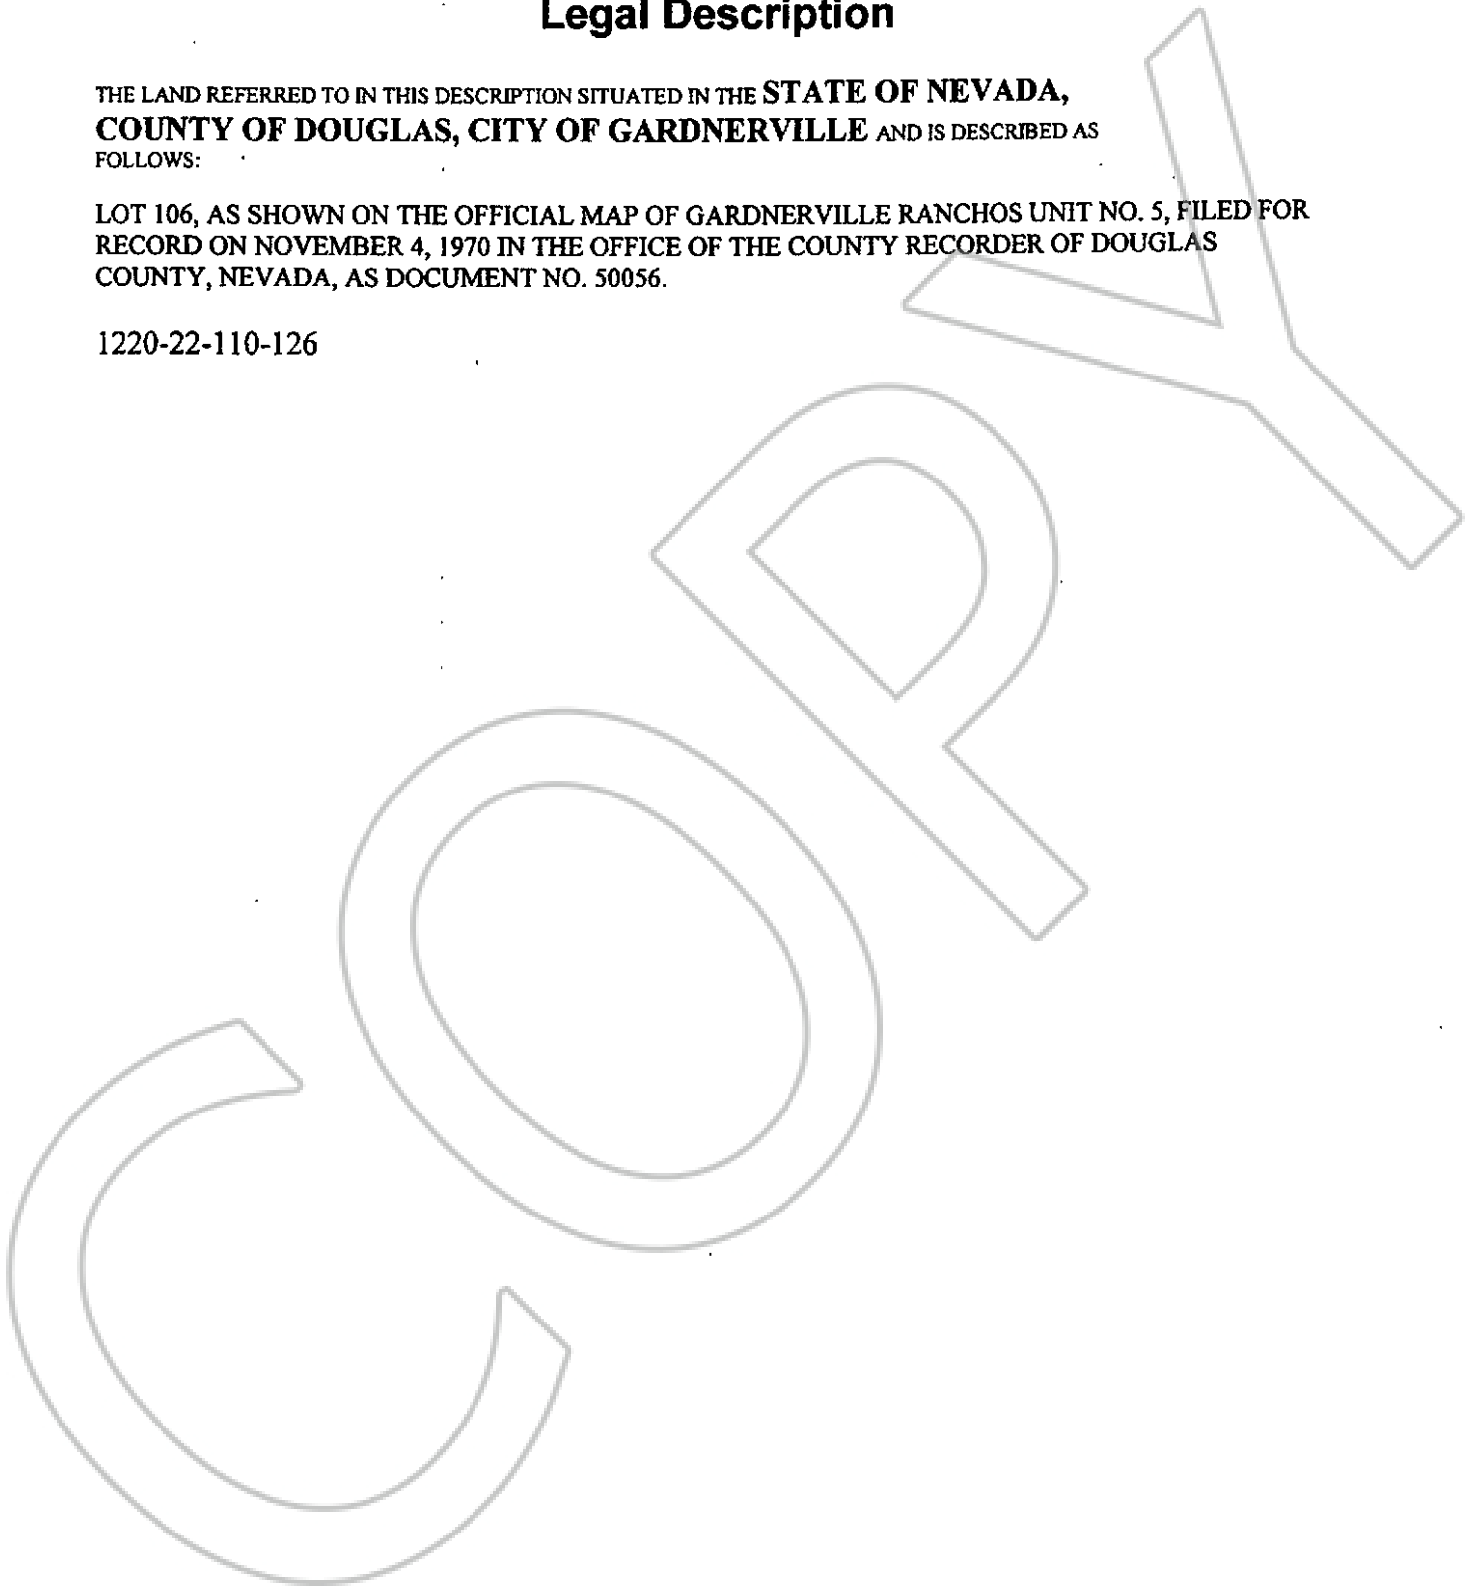 Legal Description
THE LAND REFERRED TO IN THIS DESCRIPTION SITUATED IN THE STATE OF NEVADA,
COUNTY OF DOUGLAS, CITY OF GARDNERVILLE AND IS DESCRIBED AS
FOLLOWS:
LOT 106, AS SHOWN ON THE OFFICIAL MAP OF GARDNERVILLE RANCHOS UNIT NO. 5, FILED FOR
RECORD ON NOVEMBER 4, 1970 IN THE OFFICE OF THE COUNTY RECORDER OF DOUGLAS
COUNTY, NEVADA, AS DOCUMENT NO. 50056.
1220-22-110-126
COPY